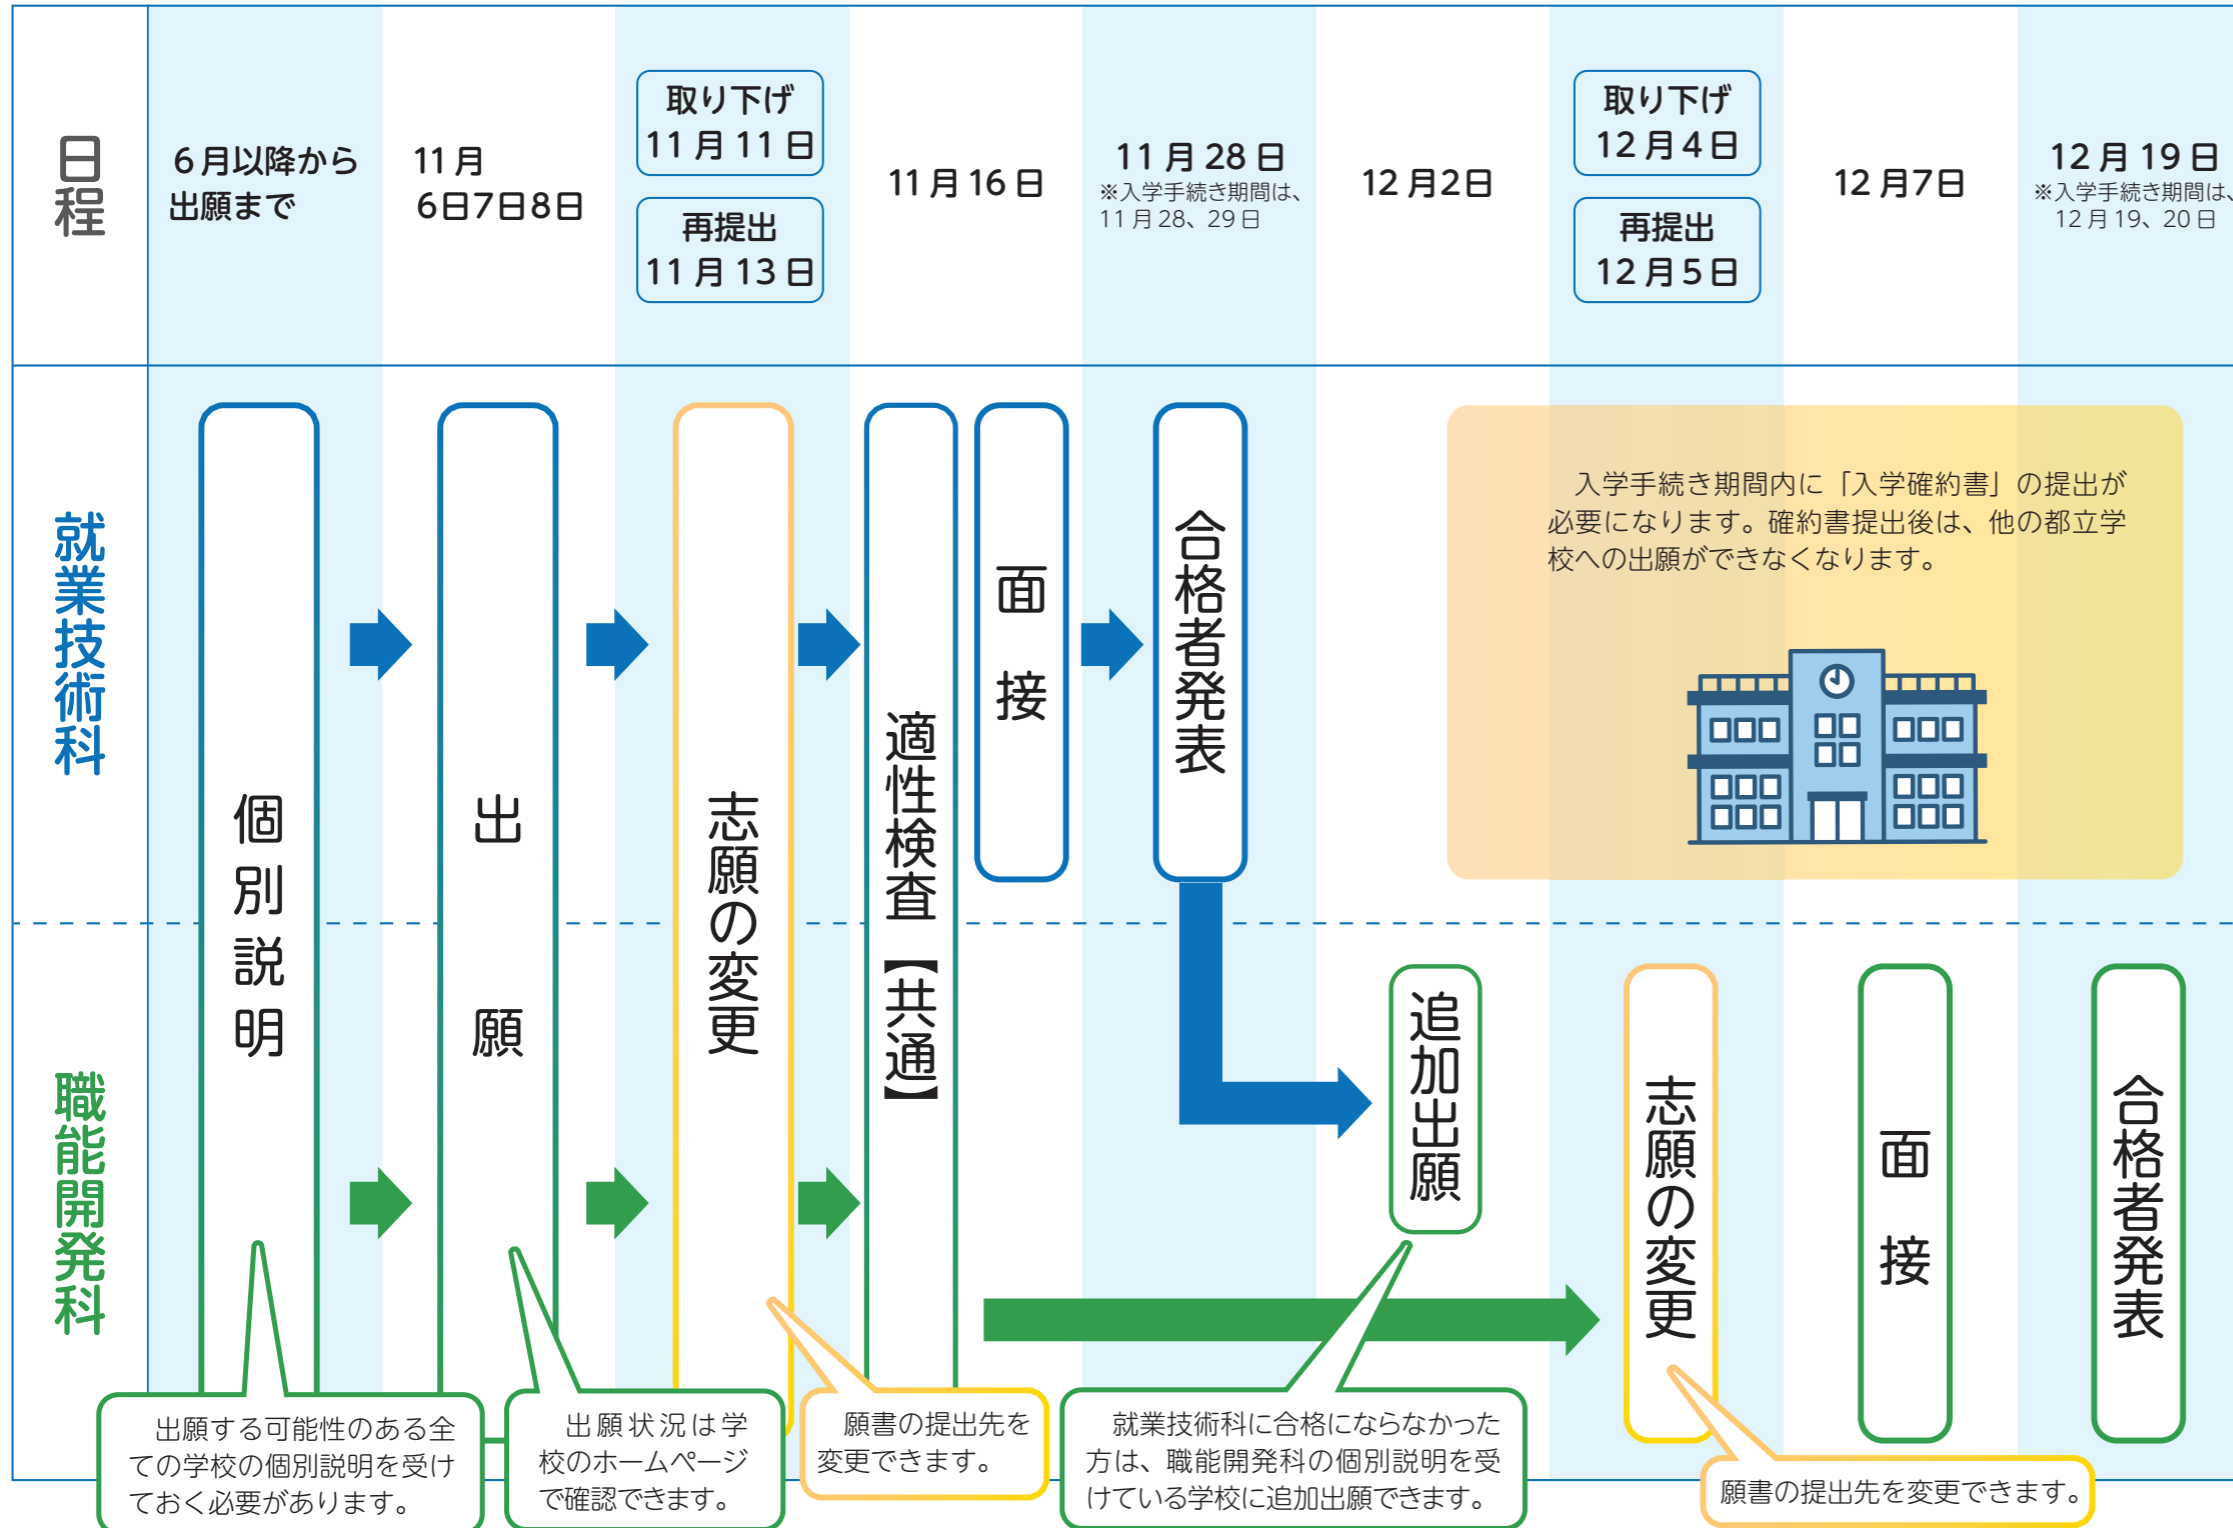 日程
6月以降から
出願まで
11月
6日7日8日
取り下げ
11月11日
再提出
11月13日
11月16日
11月28日
※入学手続き期間は、
11月28、29日
12月2日
取り下げ
12月4日
再提出
12月5日
12月7日
12月19日
※入学手続き期間は、
12月19、20日
就業技術科
職能開発科
個別説明
出願
志願の変更
適性検査【共通】
面接
合格者発表
入学手続き期間内に「入学確約書」の提出が
必要になります。確約書提出後は、他の都立学
校への出願ができなくなります。
追加出願
志願の変更
面接
合格者発表
出願する可能性のある全
ての学校の個別説明を受け
ておく必要があります。
出願状況は学
校のホームページ
で確認できます。
願書の提出先を
変更できます。
就業技術科に合格にならなかった
方は、職能開発科の個別説明を受
けている学校に追加出願できます。
願書の提出先を変更できます。